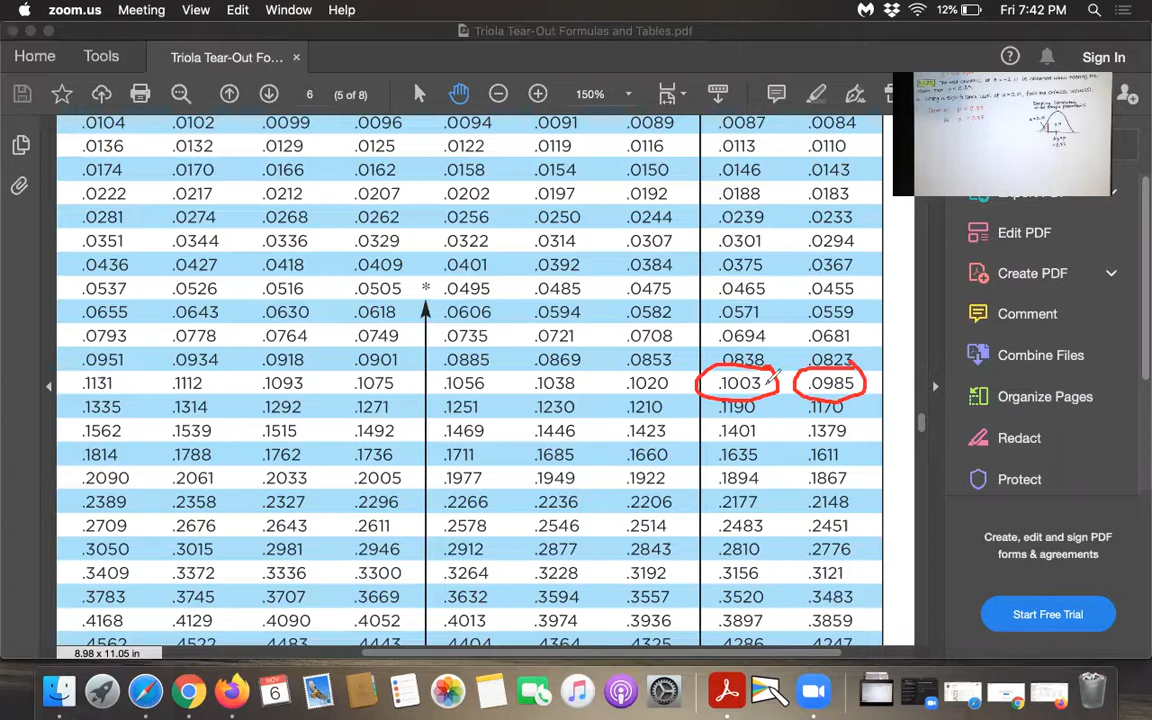 zoom.us Meeting View Edit Window Help 12% Fri 7:42 PM
Triola Tear-Out Formulas and Tables.pdf
Home Tools Triola Tear-Out Fo... × Sign In
6 (5 of 8) 150%
.0104 .0102 .0099 .0096 .0094 .0091 .0089 .0087 .0084
.0136 .0132 .0129 .0125 .0122 .0119 .0116 .0113 .0110
.0174 .0170 .0166 .0162 .0158 .0154 .0150 .0146 .0143
.0222 .0217 .0212 .0207 .0202 .0197 .0192 .0188 .0183
.0281 .0274 .0268 .0262 .0256 .0250 .0244 .0239 .0233
.0351 .0344 .0336 .0329 .0322 .0314 .0307 .0301 .0294
.0436 .0427 .0418 .0409 .0401 .0392 .0384 .0375 .0367
.0537 .0526 .0516 .0505 * .0495 .0485 .0475 .0465 .0455
.0655 .0643 .0630 .0618 .0606 .0594 .0582 .0571 .0559
.0793 .0778 .0764 .0749 .0735 .0721 .0708 .0694 .0681
.0951 .0934 .0918 .0901 .0885 .0869 .0853 .0838 .0823
.1131 .1112 .1093 .1075 .1056 .1038 .1020 .1003 .0985
.1335 .1314 .1292 .1271 .1251 .1230 .1210 .1190 .1170
.1562 .1539 .1515 .1492 .1469 .1446 .1423 .1401 .1379
.1814 .1788 .1762 .1736 .1711 .1685 .1660 .1635 .1611
.2090 .2061 .2033 .2005 .1977 .1949 .1922 .1894 .1867
.2389 .2358 .2327 .2296 .2266 .2236 .2206 .2177 .2148
.2709 .2676 .2643 .2611 .2578 .2546 .2514 .2483 .2451
.3050 .3015 .2981 .2946 .2912 .2877 .2843 .2810 .2776
.3409 .3372 .3336 .3300 .3264 .3228 .3192 .3156 .3121
.3783 .3745 .3707 .3669 .3632 .3594 .3557 .3520 .3483
.4168 .4129 .4090 .4052 .4013 .3974 .3936 .3897 .3859
.4562 .4522 .4483 .4443 .4404 .4364 .4325 .4286 .4247
8.98 x 11.05 in
Export PDF
Edit PDF
Create PDF
Comment
Combine Files
Organize Pages
Redact
Protect
Create, edit and sign PDF
forms & agreements
Start Free Trial
NOV
6